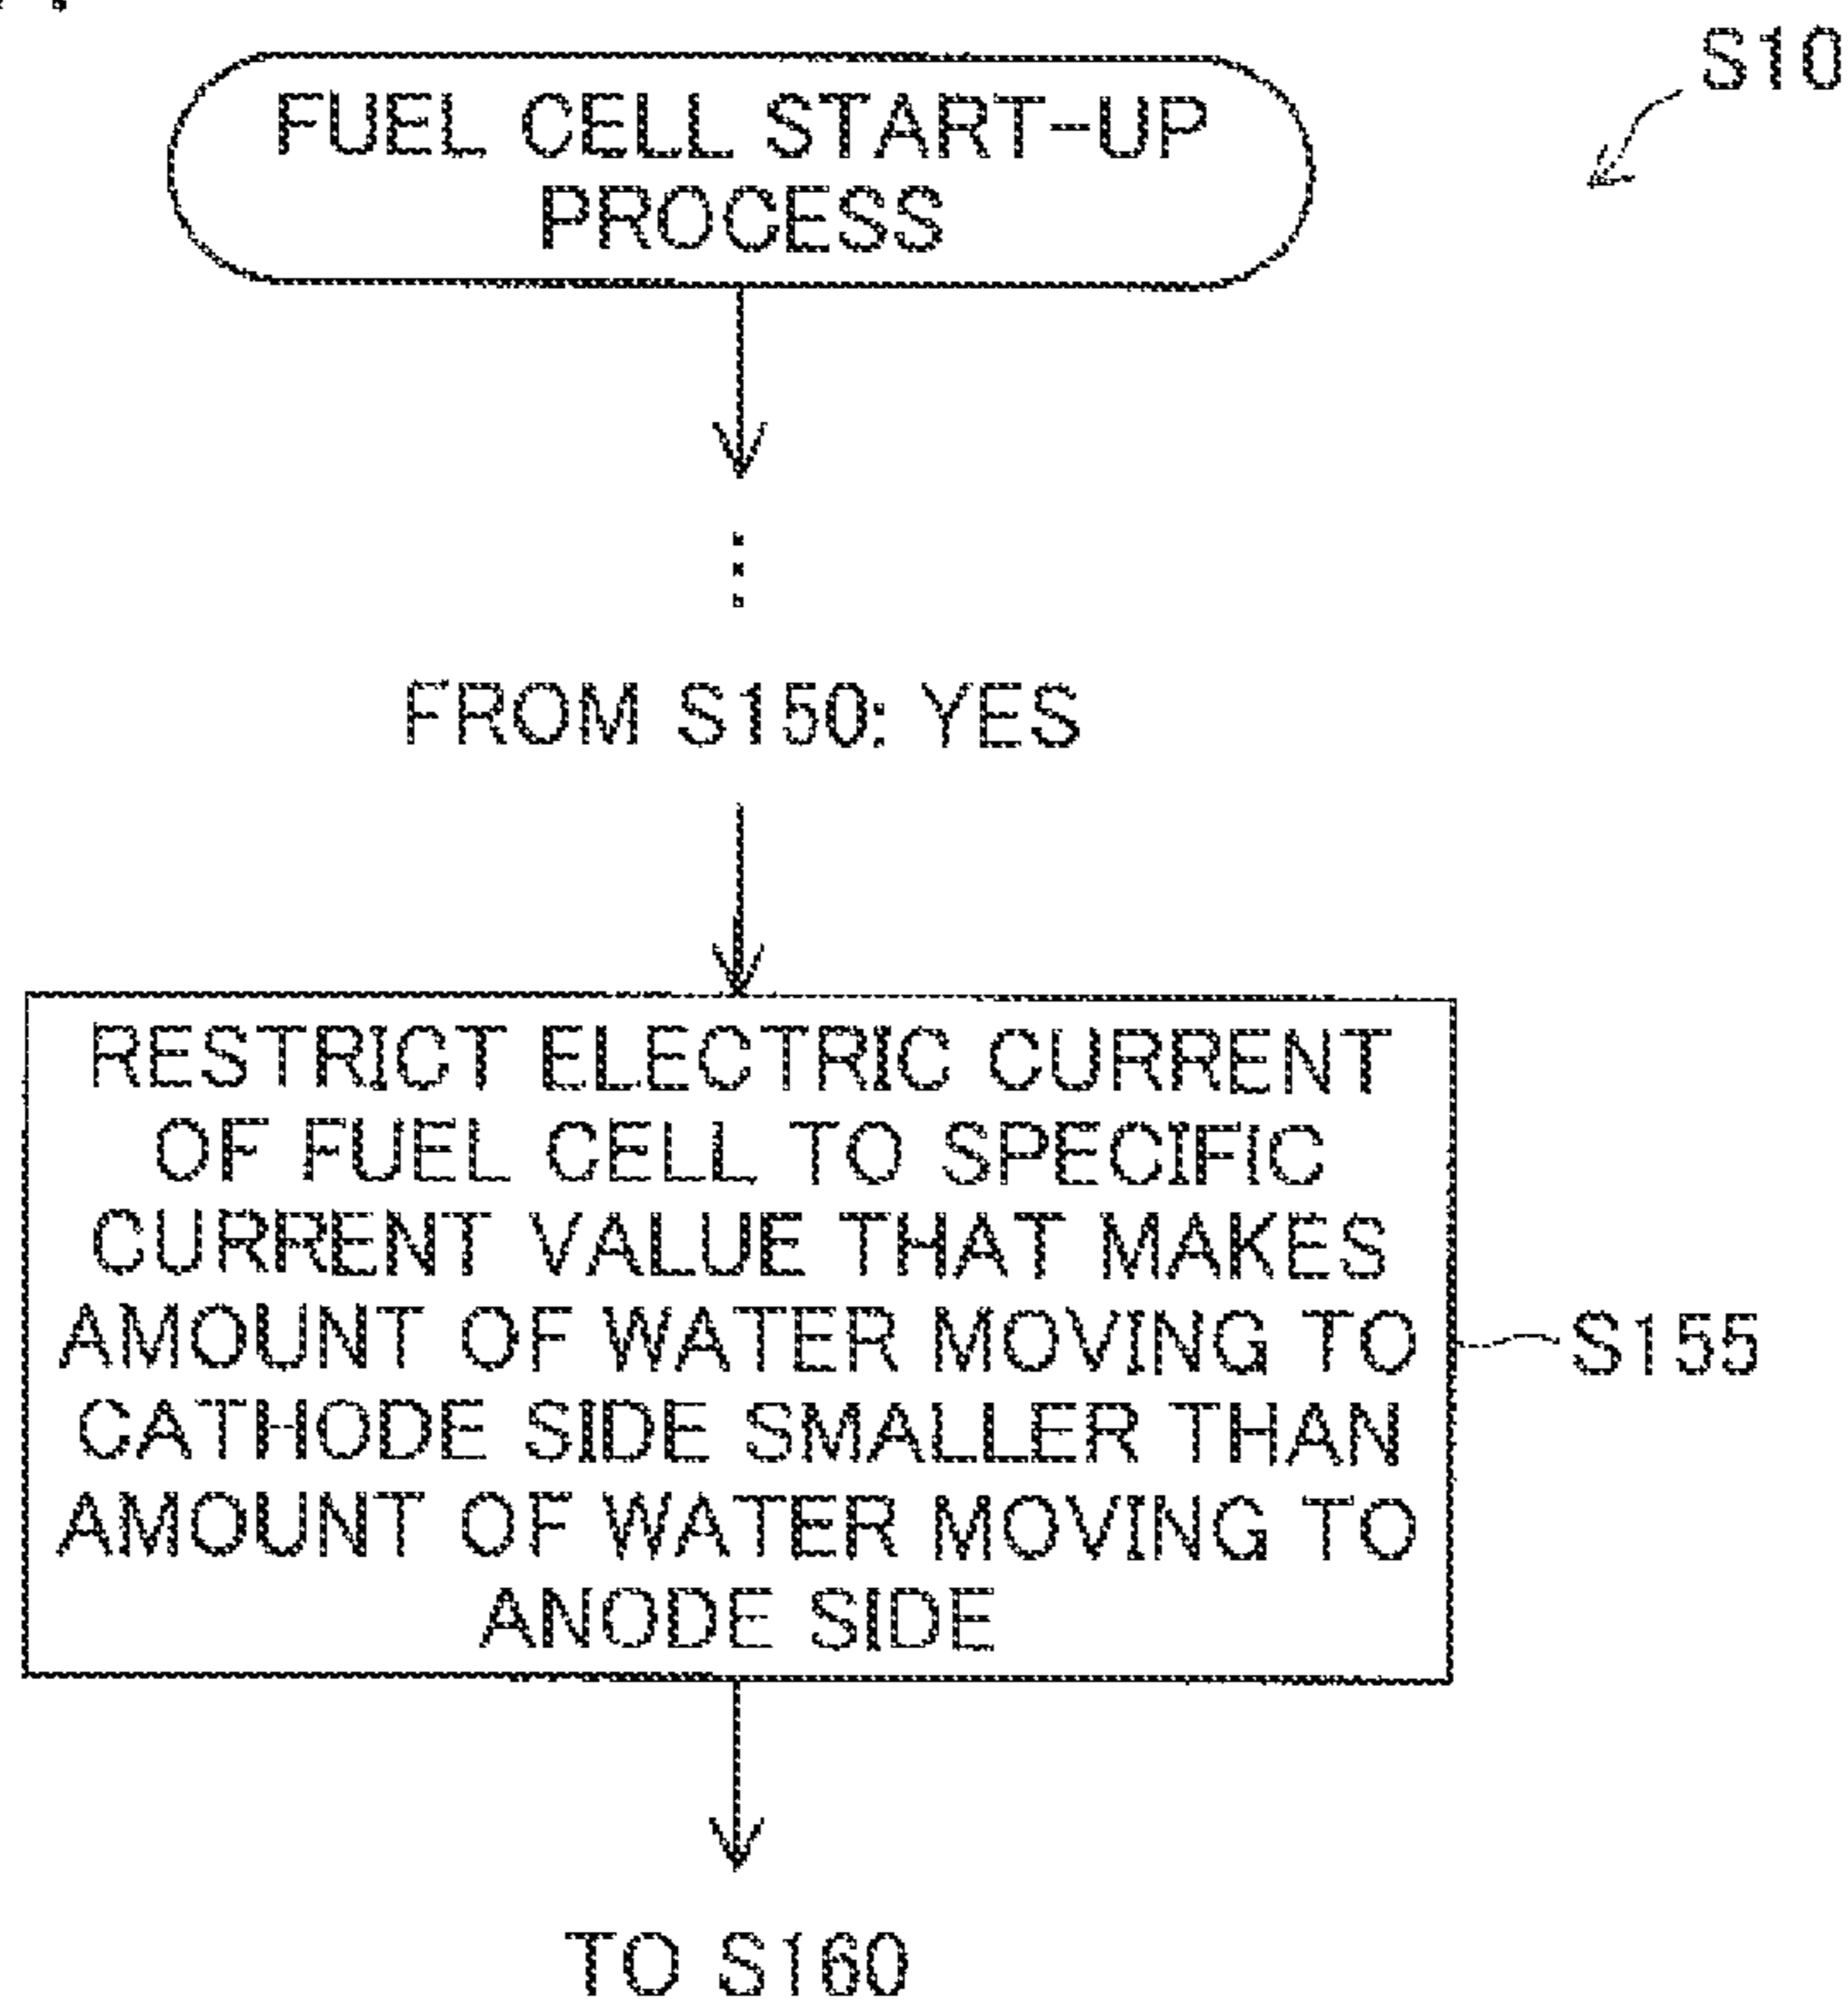 S10
FUEL CELL START-UP
PROCESS
FROM S150: YES
RESTRICT ELECTRIC CURRENT
OF FUEL CELL TO SPECIFIC
CURRENT VALUE THAT MAKES
AMOUNT OF WATER MOVING TO
CATHODE SIDE SMALLER THAN
AMOUNT OF WATER MOVING TO
ANODE SIDE
S155
TO S160